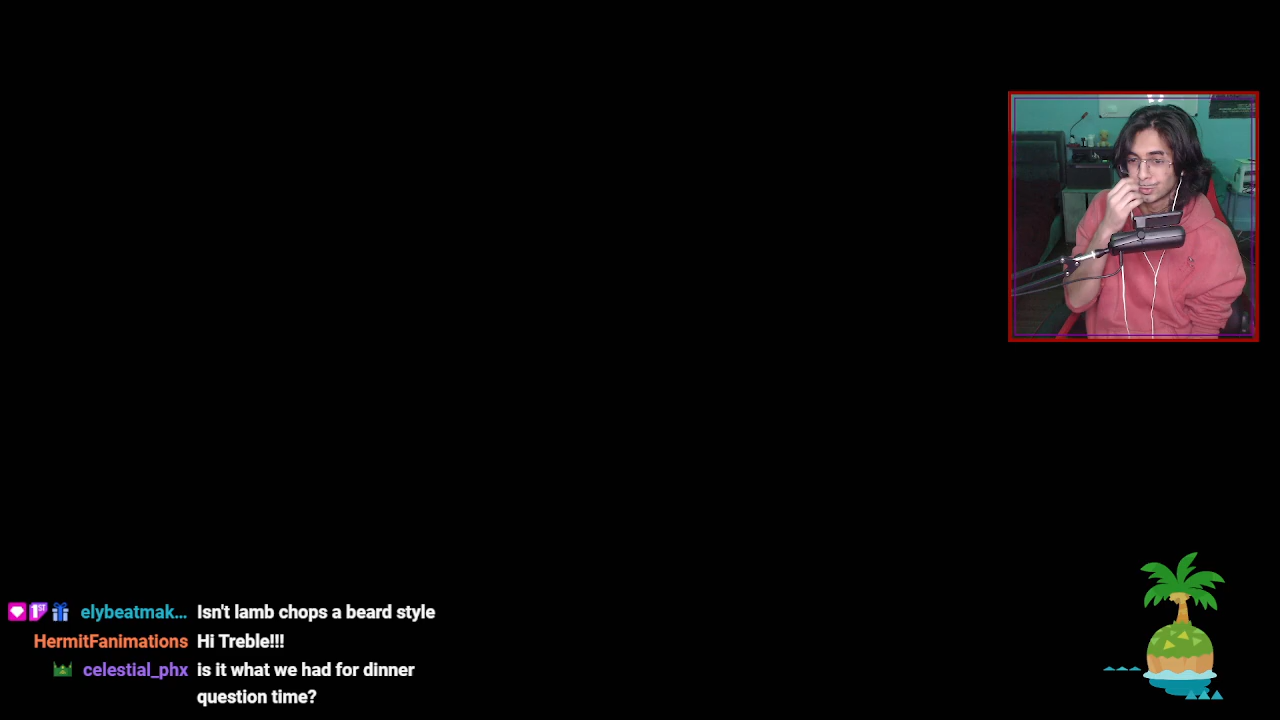 elybeatmak... Isn't lamb chops a beard style
HermitFanimations Hi Treble!!!
celestial_phx is it what we had for dinner
question time?